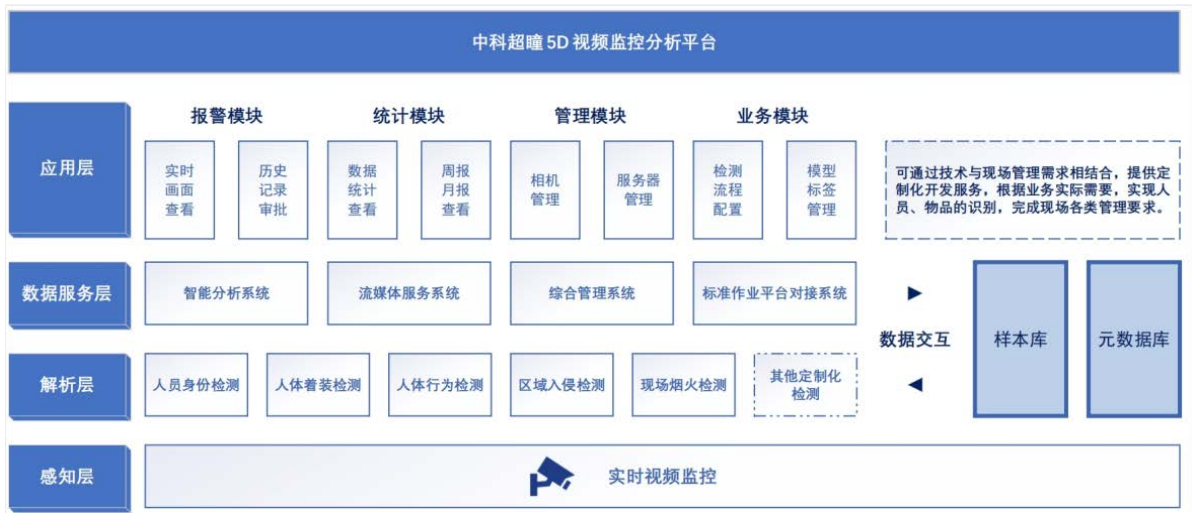 中科超瞳5D视频监控分析平台
报警模块
统计模块
管理模块
业务模块
应用层
实时
画面
查看
历史
记录
审批
数据
统计
查看
周报
月报
查看
相机
管理
服务器
管理
检测
流程
配置
模型
标签
管理
可通过技术与现场管理需求相结合，提供定
制化开发服务，根据业务实际需要，实现人
员、物品的识别，完成现场各类管理要求。
数据服务层
智能分析系统
流媒体服务系统
综合管理系统
标准作业平台对接系统
数据交互
样本库
元数据库
解析层
人员身份检测
人体着装检测
人体行为检测
区域入侵检测
现场烟火检测
其他定制化
检测
感知层
实时视频监控